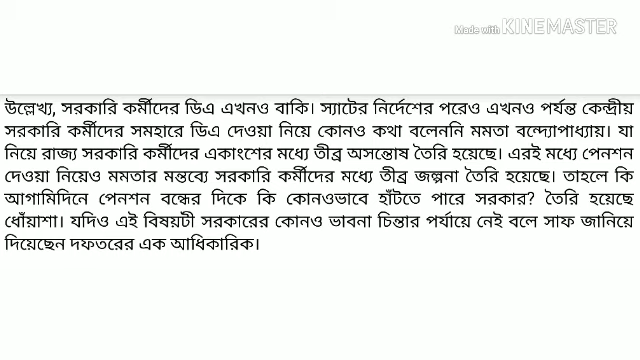 Made with KINEMASTER
উল্লেখ্য, সরকারি কর্মীদের ডিএ এখনও বাকি। স্যাটের নির্দেশের পরেও এখনও পর্যন্ত কেন্দ্রীয়
সরকারি কর্মীদের সমহারে ডিএ দেওয়া নিয়ে কোনও কথা বলেননি মমতা বন্দ্যোপাধ্যায়। যা
নিয়ে রাজ্য সরকারি কর্মীদের একাংশের মধ্যে তীব্র অসন্তোষ তৈরি হয়েছে। এরই মধ্যে পেনশন
দেওয়া নিয়েও মমতার মন্তব্যে সরকারি কর্মীদের মধ্যে তীব্র জল্পনা তৈরি হয়েছে। তাহলে কি
আগামিদিনে পেনশন বন্ধের দিকে কি কোনওভাবে হাঁটতে পারে সরকার? তৈরি হয়েছে
ধোঁয়াশা। যদিও এই বিষয়টী সরকারের কোনও ভাবনা চিন্তার পর্যায়ে নেই বলে সাফ জানিয়ে
দিয়েছেন দফতরের এক আধিকারিক।